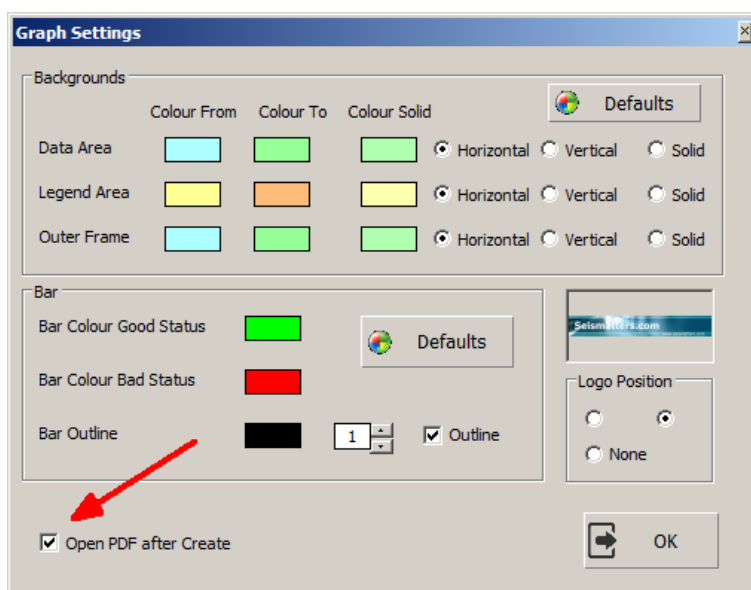 Graph Settings
Backgrounds
Colour From Colour To Colour Solid Defaults
Data Area Horizontal Vertical Solid
Legend Area Horizontal Vertical Solid
Outer Frame Horizontal Vertical Solid
Bar
Bar Colour Good Status Defaults
Seismatters.com
Bar Colour Bad Status
Logo Position
Bar Outline 1 Outline
None
Open PDF after Create OK